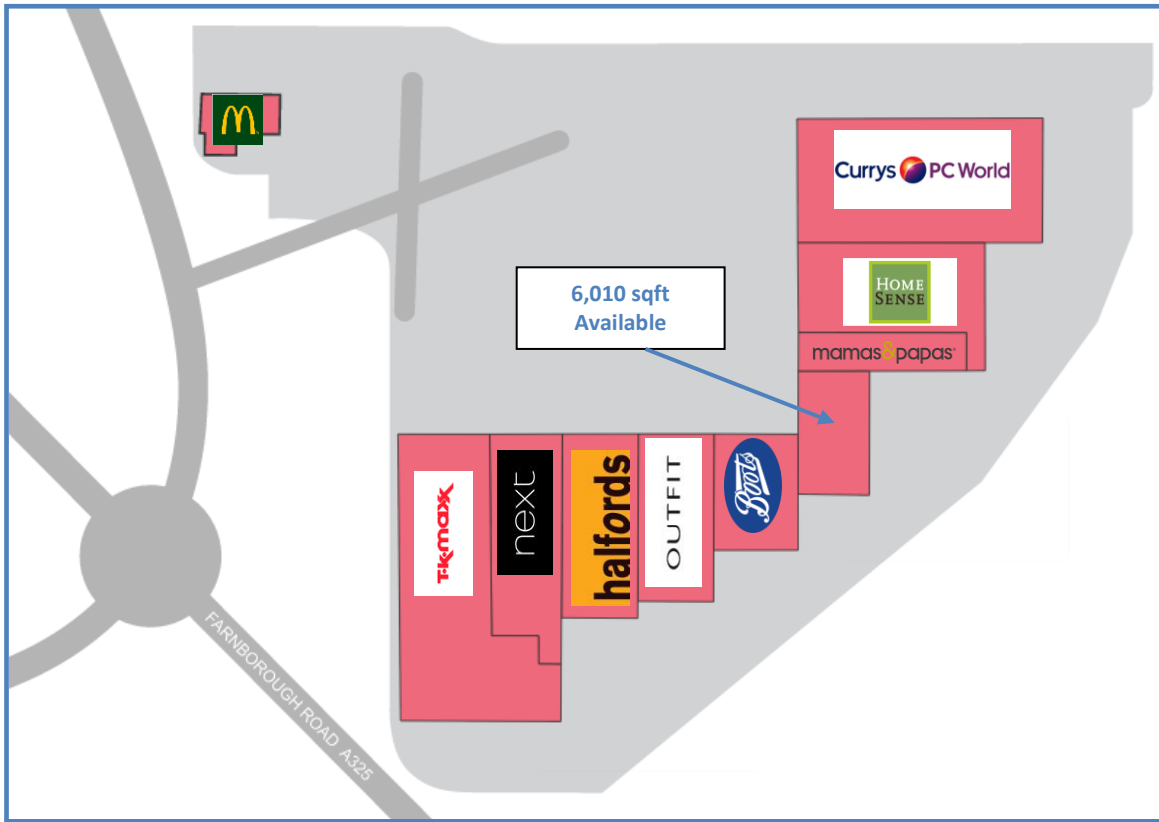 M
Currys PC World
HOME
SENSE
6,010 sqft
Available
mamas&papas
TK·maxx
next
halfords
OUTFIT
Boots
FARNBOROUGH ROAD A325